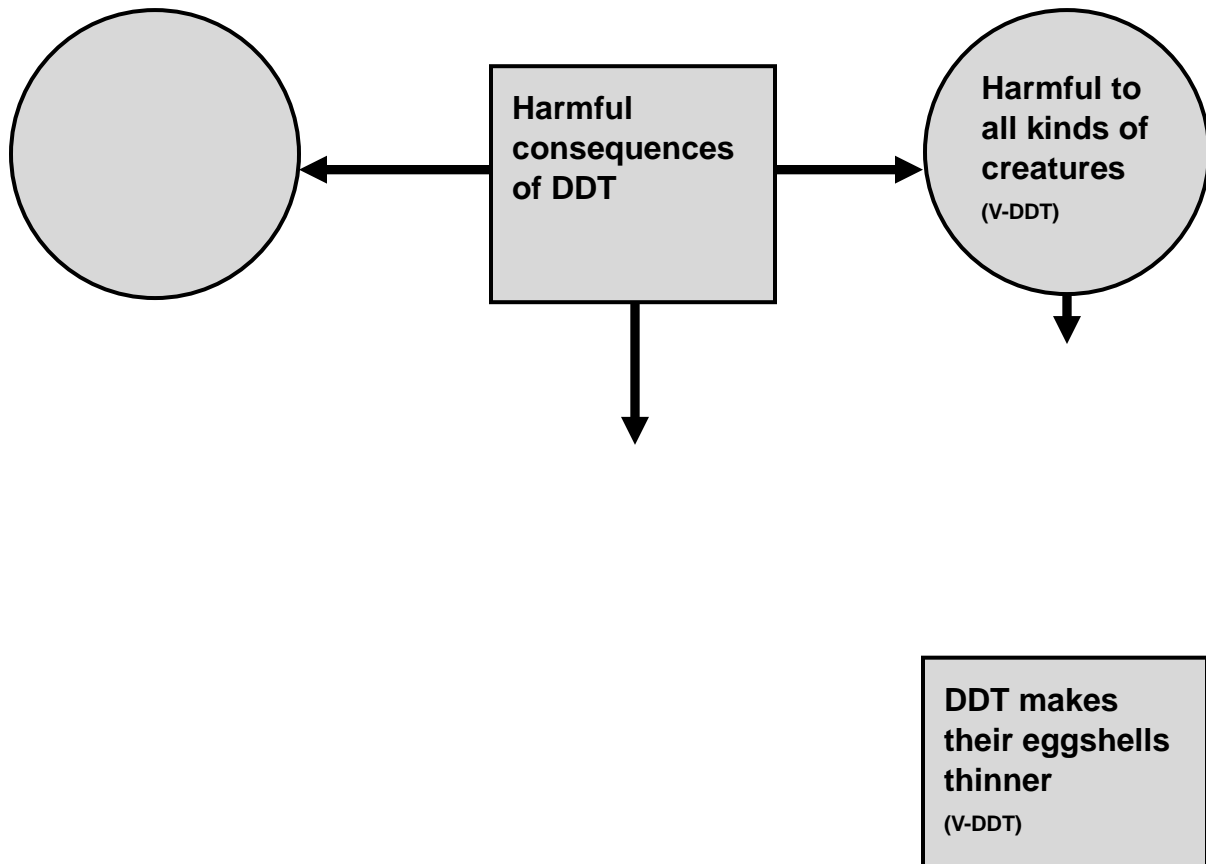 Harmful
consequences
of DDT
Harmful to
all kinds of
creatures
(V-DDT)
DDT makes
their eggshells
thinner
(V-DDT)